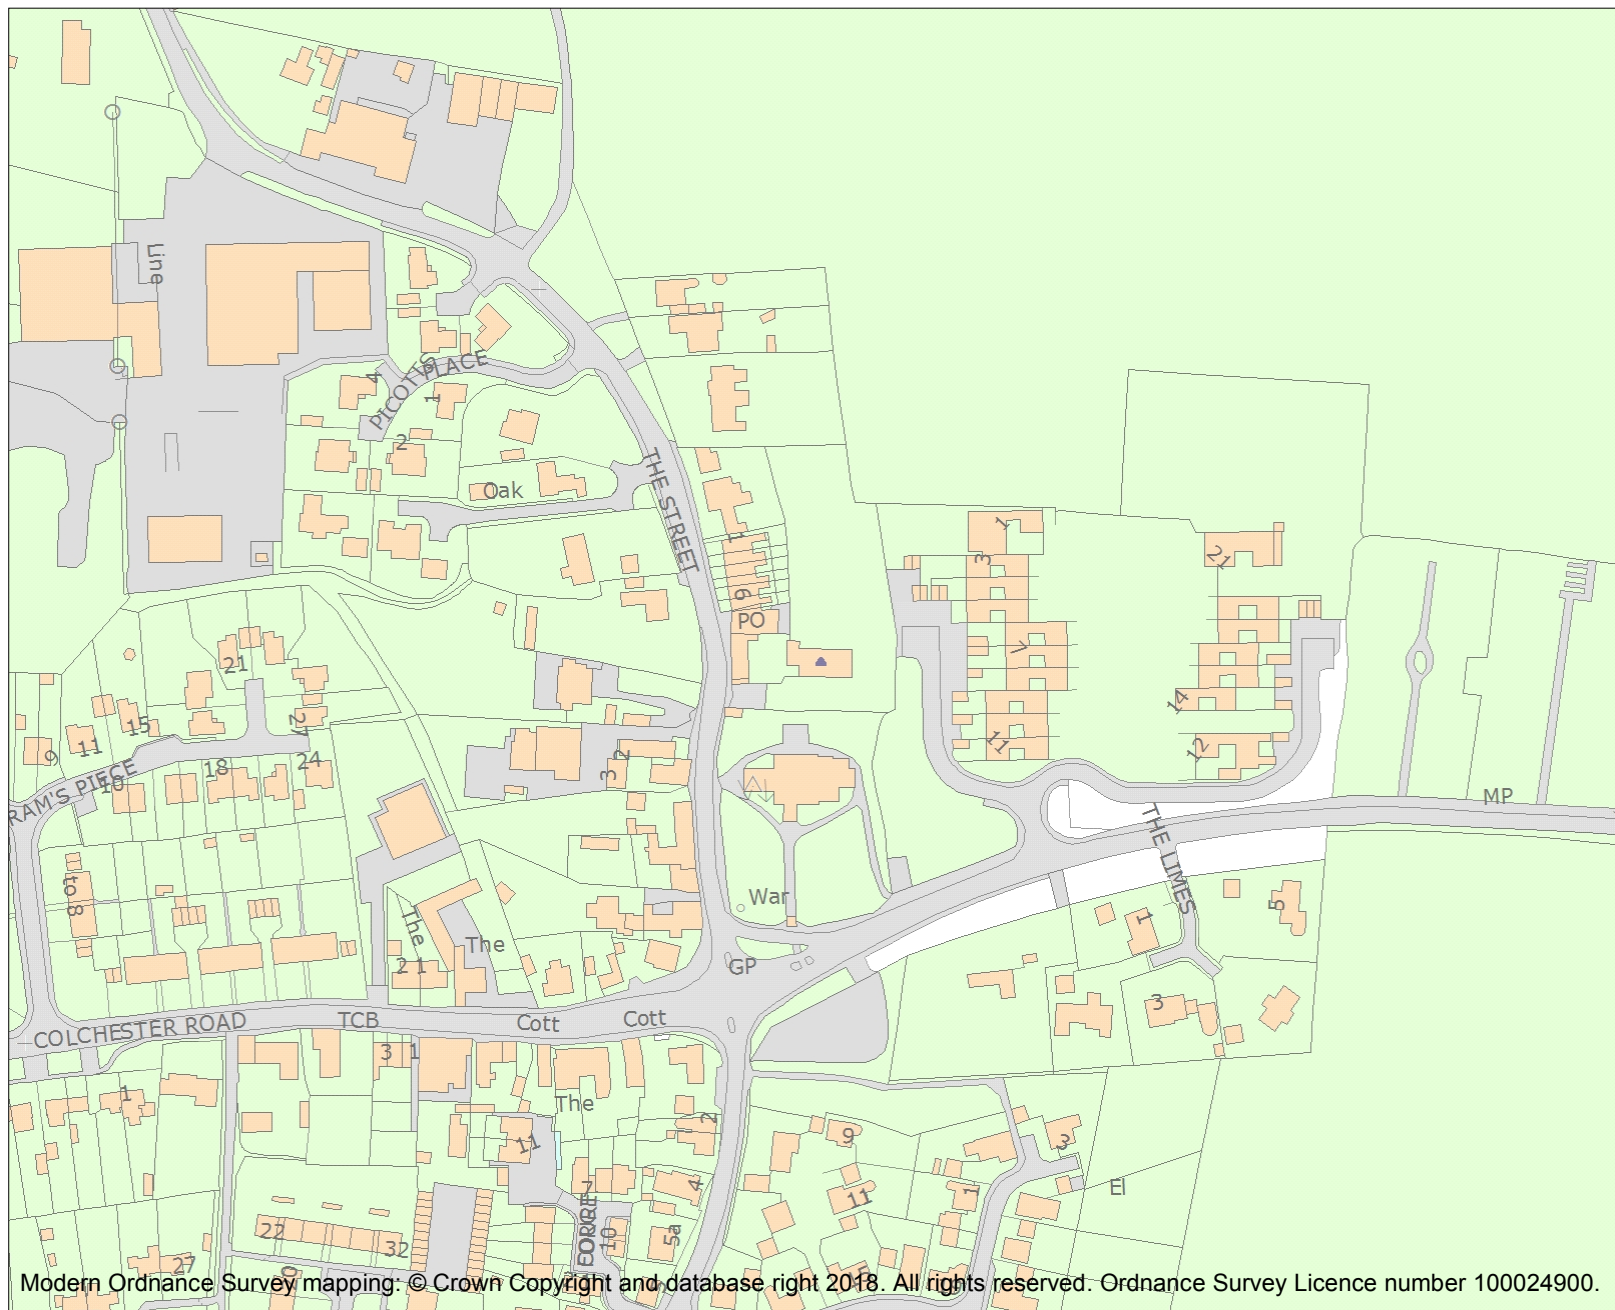 Line
PICOTTS PLACE
4
1
2
Oak
THE STREET
1
6
PO
1
3
7
11
21
14
12
21
15
11
9
27
24
18
10
RAM'S PIECE
to 8
2
3
War
MP
THE LIMES
1
5
3
The
The
2 1
GP
COLCHESTER ROAD
TCB
Cott
Cott
3 1
1
The
2
11
9
3
El
7
4
11
1
FORGE
10
5a
22
32
27
Modern Ordnance Survey mapping: © Crown Copyright and database right 2018. All rights reserved. Ordnance Survey Licence number 100024900.